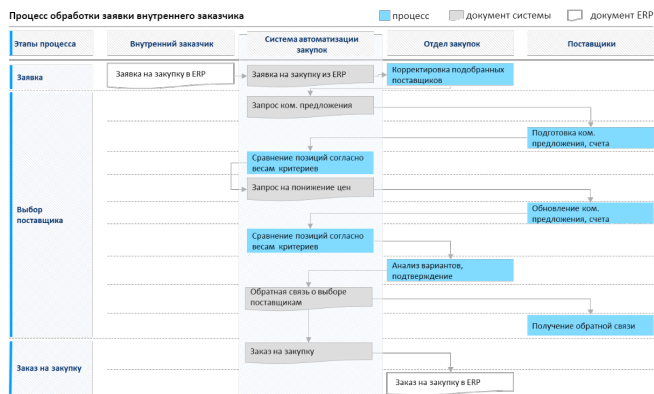 Процесс обработки заявки внутреннего заказчика
процесс
документ системы
документ ERP
Этапы процесса
Внутренний заказчик
Система автоматизации
закупок
Отдел закупок
Поставщики
Заявка
Заявка на закупку в ERP
Заявка на закупку из ERP
Корректировка подобранных
поставщиков
Запрос ком. предложения
Подготовка ком.
предложения, счета
Сравнение позиций согласно
весам критериев
Запрос на понижение цен
Выбор
поставщика
Обновление ком.
предложения, счета
Сравнение позиций согласно
весам критериев
Анализ вариантов,
подтверждение
Обратная связь о выборе
поставщикам
Получение обратной связи
Заказ на закупку
Заказ на закупку
Заказ на закупку в ERP